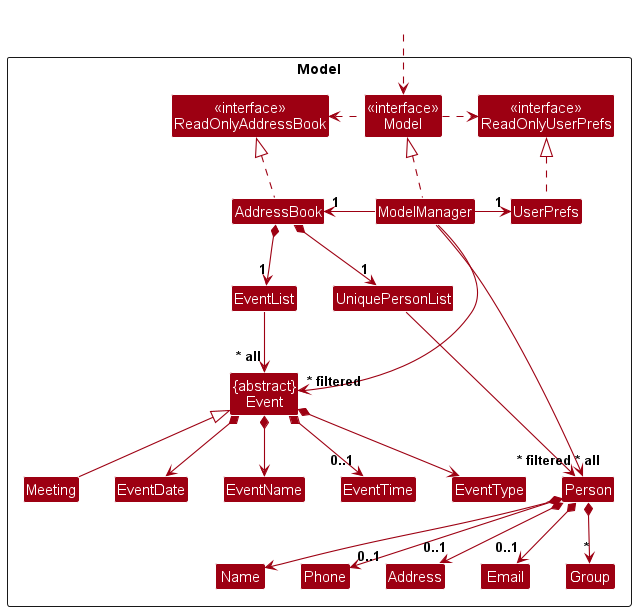 Model
«interface»
ReadOnlyAddressBook
«interface»
Model
«interface»
ReadOnlyUserPrefs
AddressBook
1
ModelManager
1
UserPrefs
1
1
EventList
UniquePersonList
* all
* filtered
{abstract}
Event
0..1
* filtered
* all
Meeting
EventDate
EventName
EventTime
EventType
Person
0..1
0..1
0..1
*
Name
Phone
Address
Email
Group